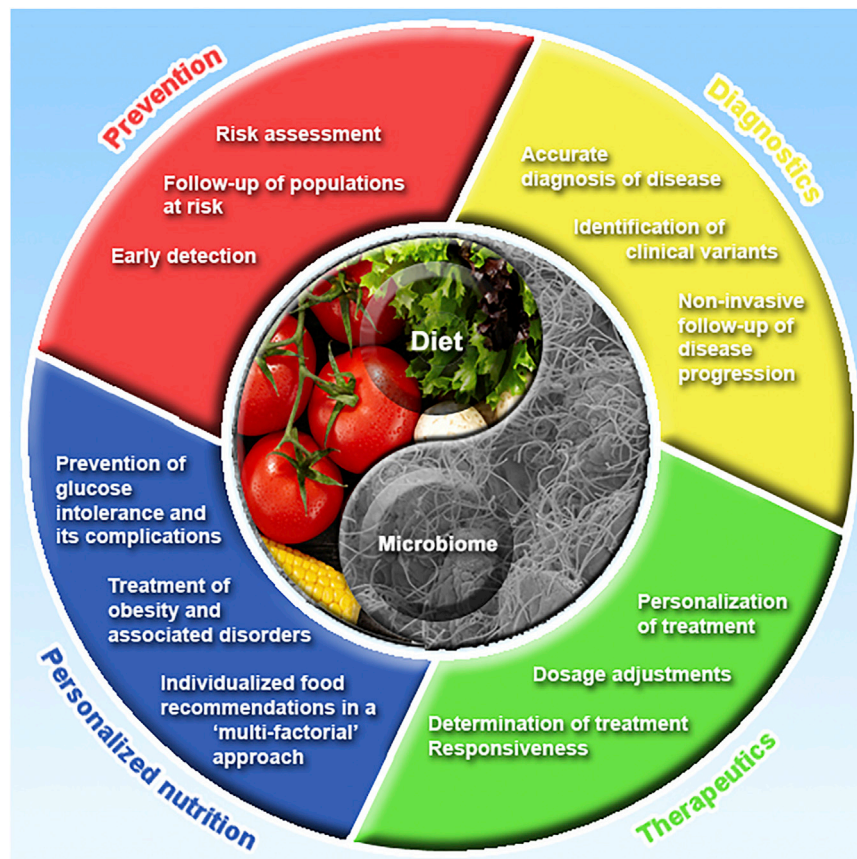 Prevention
Risk assessment
Follow-up of populations
at risk
Early detection
Diagnostics
Accurate
diagnosis of disease
Identification of
clinical variants
Non-invasive
follow-up of
disease
progression
Diet
Microbiome
Prevention of
glucose
intolerance and
its complications
Treatment of
obesity and
associated disorders
Individualized food
recommendations in a
‘multi-factorial’
approach
Personalized nutrition
Personalization
of treatment
Dosage adjustments
Determination of treatment
Responsiveness
Therapeutics